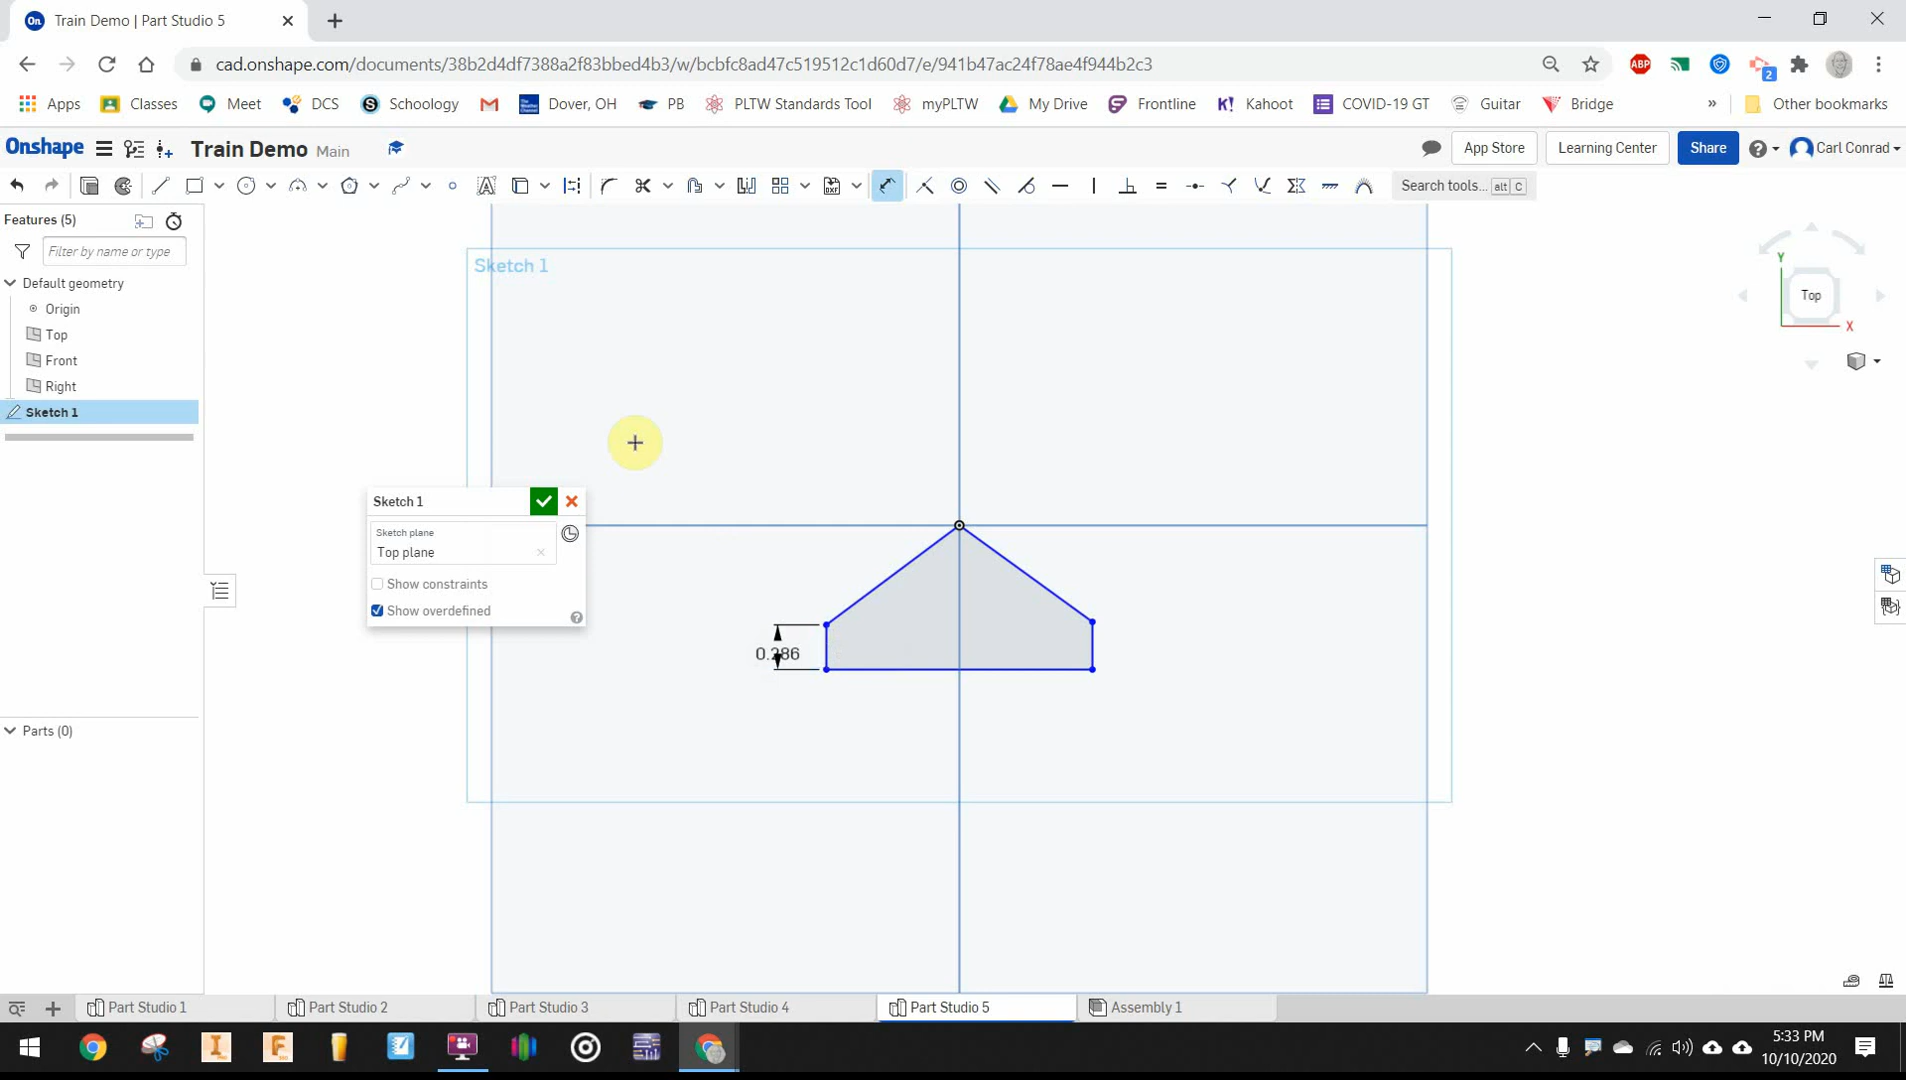 Train Demo | Part Studio 5
cad.onshape.com/documents/38b2d4df7388a2f83bbed4b3/w/bcbfc8ad47c519512c1d60d7/e/941b47ac24f78ae4f944b2c3
Apps Classes Meet DCS Schoology Dover, OH PB PLTW Standards Tool myPLTW My Drive Frontline Kahoot COVID-19 GT Guitar Bridge » Other bookmarks
Onshape Train Demo Main App Store Learning Center Share Carl Conrad
Search tools... alt C
Features (5)
Filter by name or type
Default geometry
Origin
Top
Front
Right
Sketch 1
Parts (0)
Sketch 1
Sketch 1
Sketch plane
Top plane
Show constraints
Show overdefined
0.286
Y
Top
X
Part Studio 1 Part Studio 2 Part Studio 3 Part Studio 4 Part Studio 5 Assembly 1
5:33 PM
10/10/2020